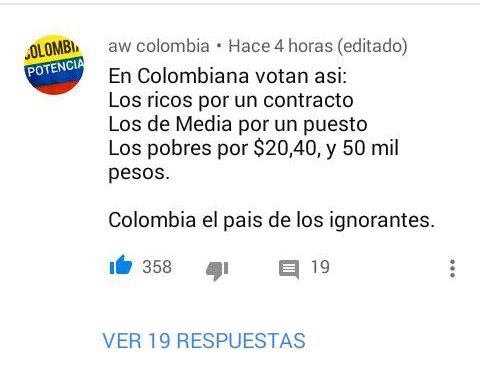 COLOMBIA
POTENCIA
aw colombia • Hace 4 horas (editado)
En Colombiana votan asi:
Los ricos por un contracto
Los de Media por un puesto
Los pobres por $20,40, y 50 mil
pesos.
Colombia el pais de los ignorantes.
358
19
VER 19 RESPUESTAS